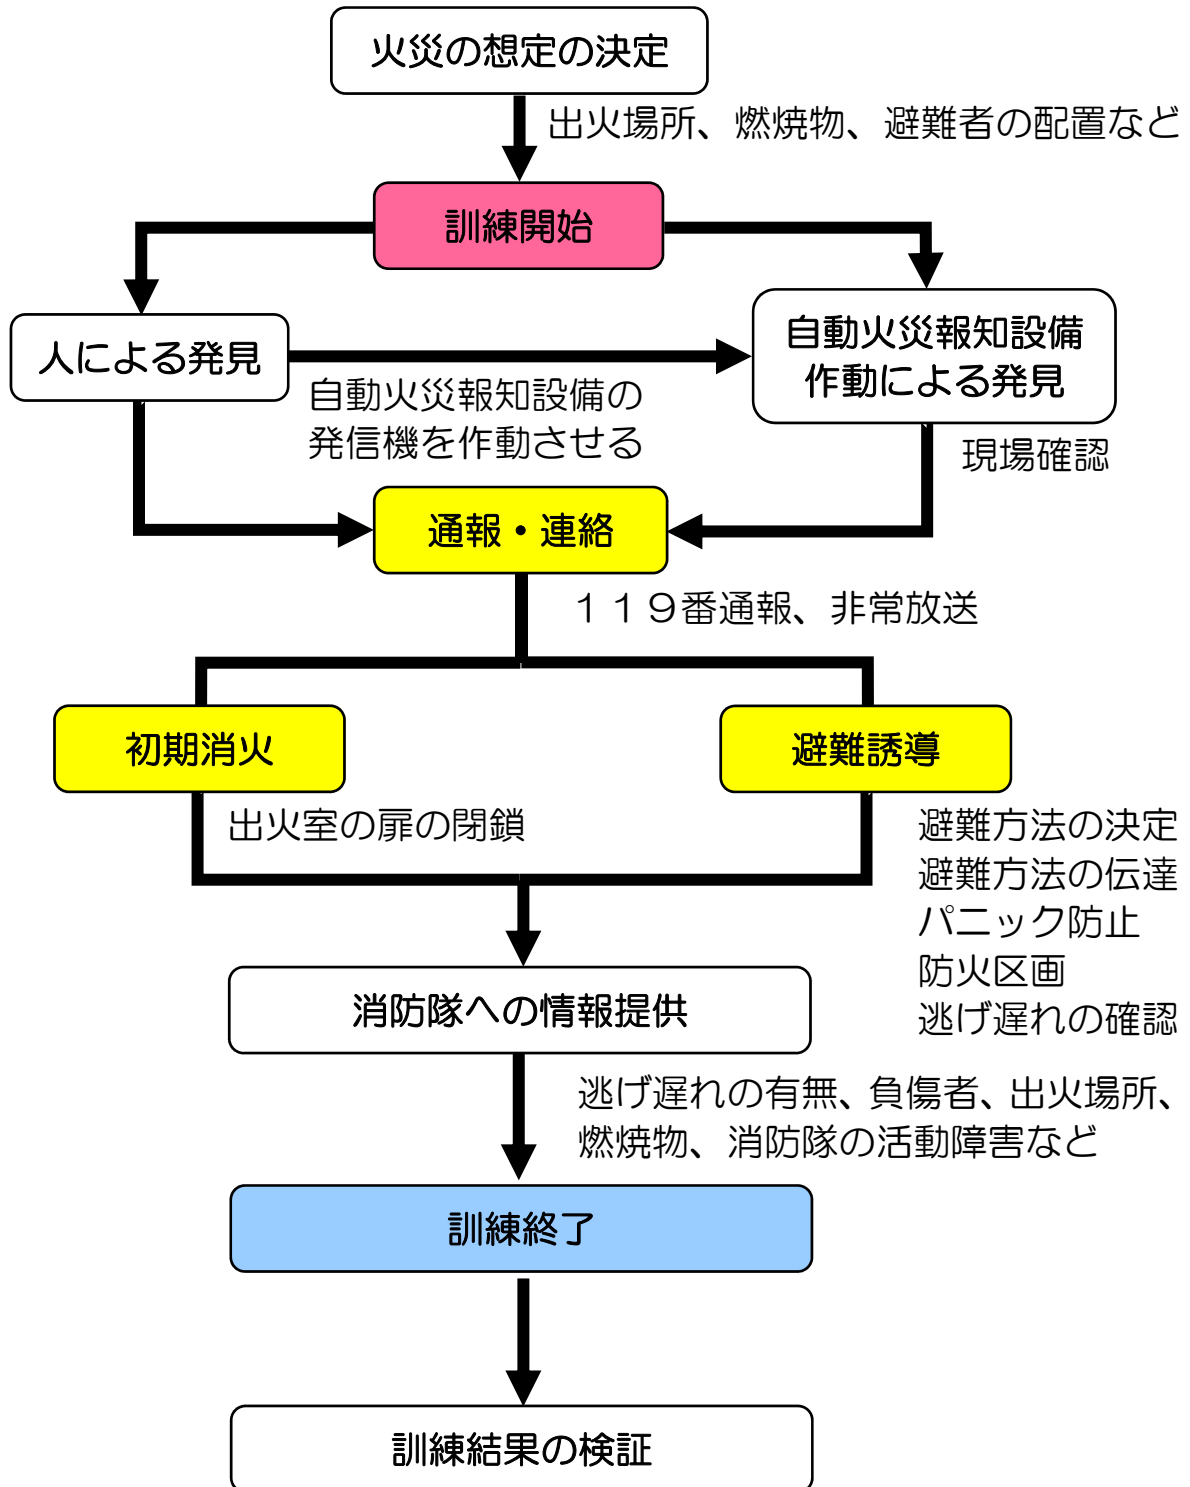 火災の想定の決定
出火場所、燃焼物、避難者の配置など
訓練開始
人による発見
自動火災報知設備
作動による発見
自動火災報知設備の
発信機を作動させる
現場確認
通報・連絡
１１９番通報、非常放送
初期消火
避難誘導
出火室の扉の閉鎖
避難方法の決定
避難方法の伝達
パニック防止
防火区画
逃げ遅れの確認
消防隊への情報提供
逃げ遅れの有無、負傷者、出火場所、
燃焼物、消防隊の活動障害など
訓練終了
訓練結果の検証